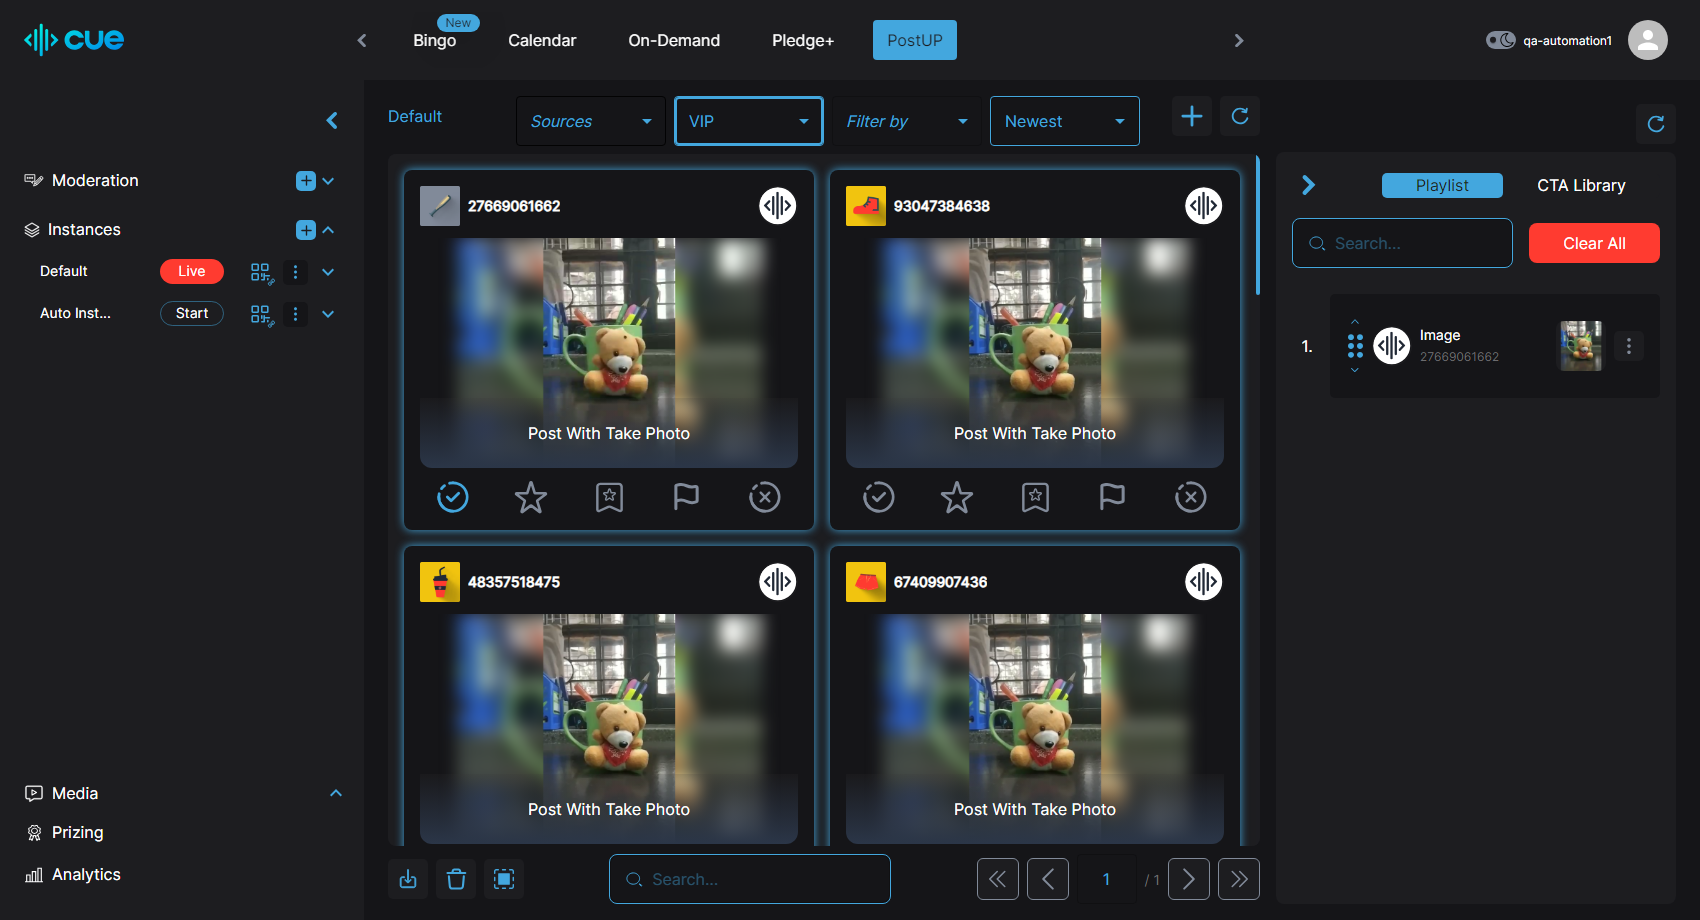 cue
New
Bingo
Calendar
On-Demand
Pledge+
PostUP
qa-automation1
Moderation
Instances
Default
Live
Auto Inst...
Start
Media
Prizing
Analytics
Default
Sources
VIP
Filter by
Newest
27669061662
Post With Take Photo
93047384638
Post With Take Photo
48357518475
Post With Take Photo
67409907436
Post With Take Photo
Search...
1
/ 1
Playlist
CTA Library
Search...
Clear All
1.
Image
27669061662